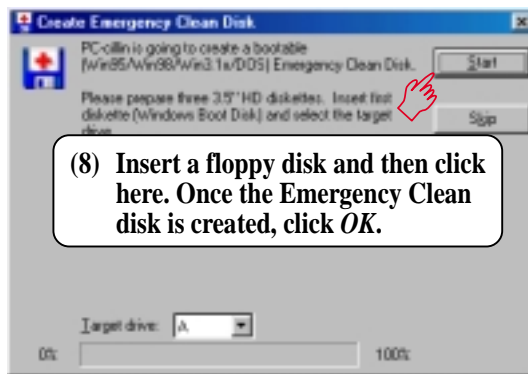 Create Emergency Clean Disk
PC-cillin is going to create a bootable
(Win95/Win98/Win3.1x/DOS) Emergency Clean Disk.
Start
Please prepare three 3.5" HD diskettes. Insert first
diskette (Windows Boot Disk) and select the target
drive.
Skip
(8) Insert a floppy disk and then click
here. Once the Emergency Clean
disk is created, click OK.
Target drive: A:
0% 100%